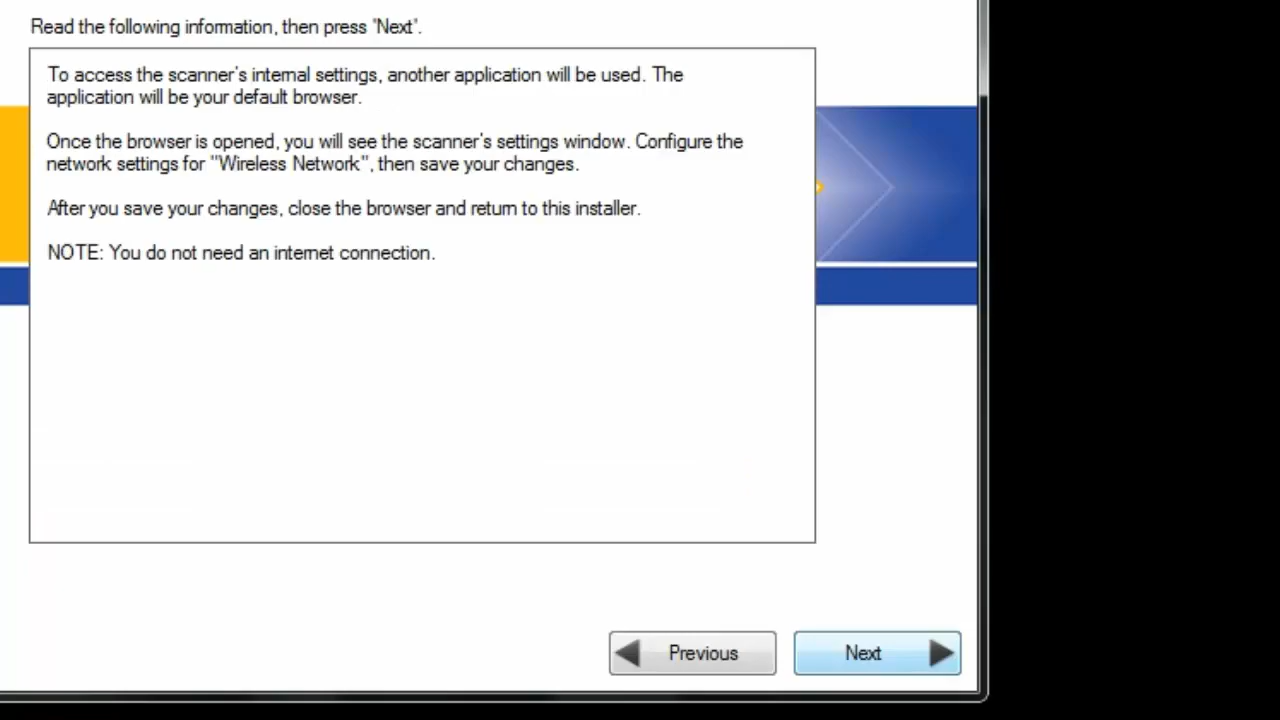 Read the following information, then press 'Next'.
To access the scanner's internal settings, another application will be used. The
application will be your default browser.
Once the browser is opened, you will see the scanner's settings window. Configure the
network settings for "Wireless Network", then save your changes.
After you save your changes, close the browser and return to this installer.
NOTE: You do not need an internet connection.
Previous
Next